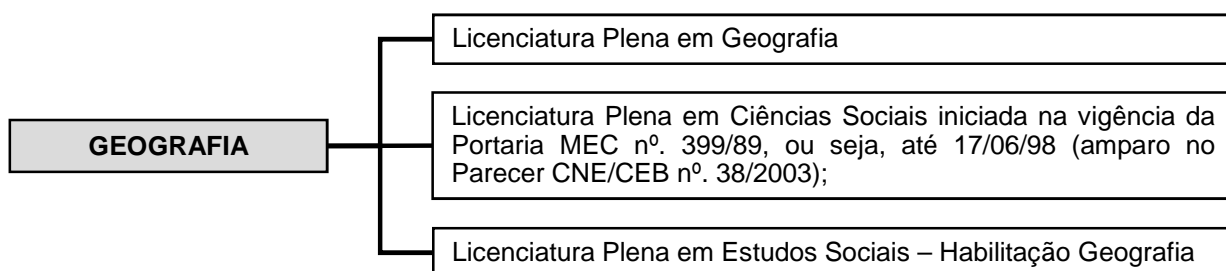 Licenciatura Plena em Geografia
GEOGRAFIA
Licenciatura Plena em Ciências Sociais iniciada na vigência da
Portaria MEC nº. 399/89, ou seja, até 17/06/98 (amparo no
Parecer CNE/CEB nº. 38/2003);
Licenciatura Plena em Estudos Sociais – Habilitação Geografia